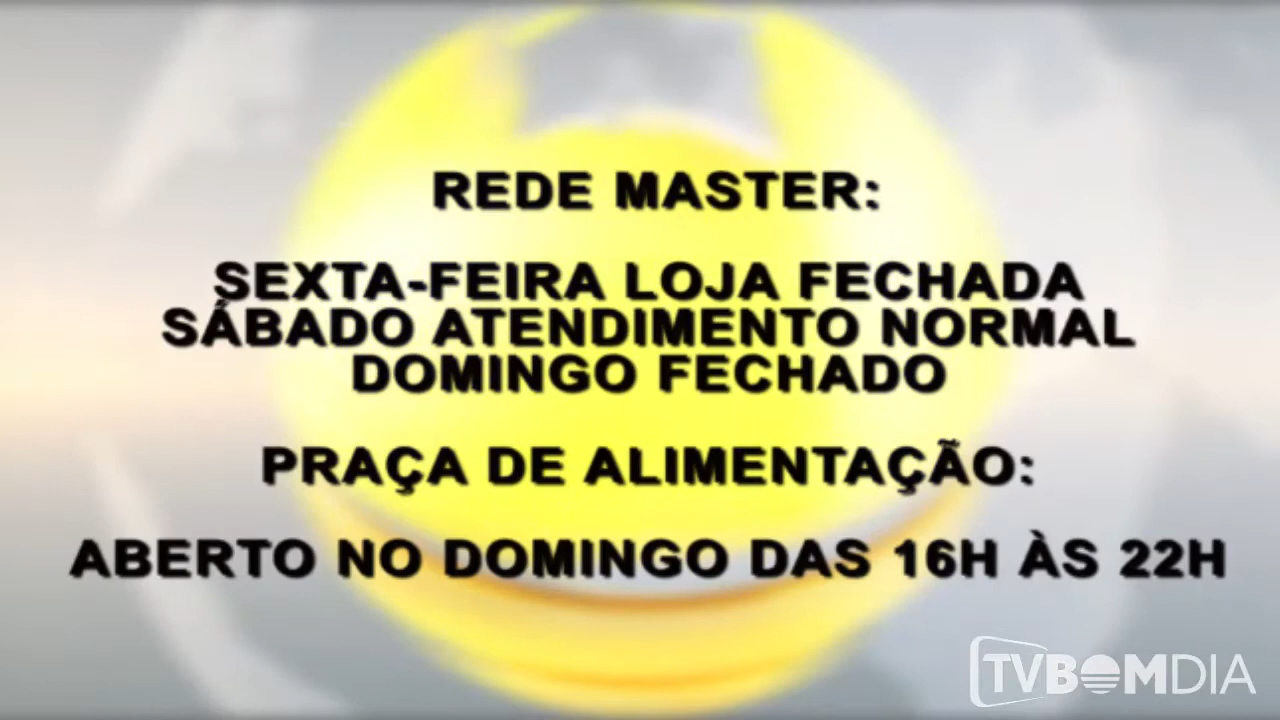 REDE MASTER:
SEXTA-FEIRA LOJA FECHADA
SÁBADO ATENDIMENTO NORMAL
DOMINGO FECHADO
PRAÇA DE ALIMENTAÇÃO:
ABERTO NO DOMINGO DAS 16H ÀS 22H
TVBOMDIA